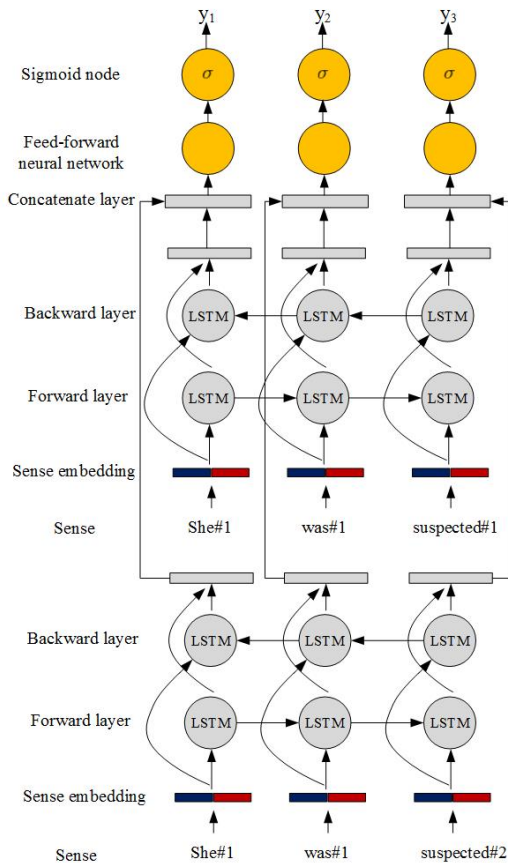 y1 y2 y3
Sigmoid node σ σ σ
Feed-forward
neural network
Concatenate layer
Backward layer LSTM LSTM LSTM
Forward layer LSTM LSTM LSTM
Sense embedding
Sense She#1 was#1 suspected#1
Backward layer LSTM LSTM LSTM
Forward layer LSTM LSTM LSTM
Sense embedding
Sense She#1 was#1 suspected#2